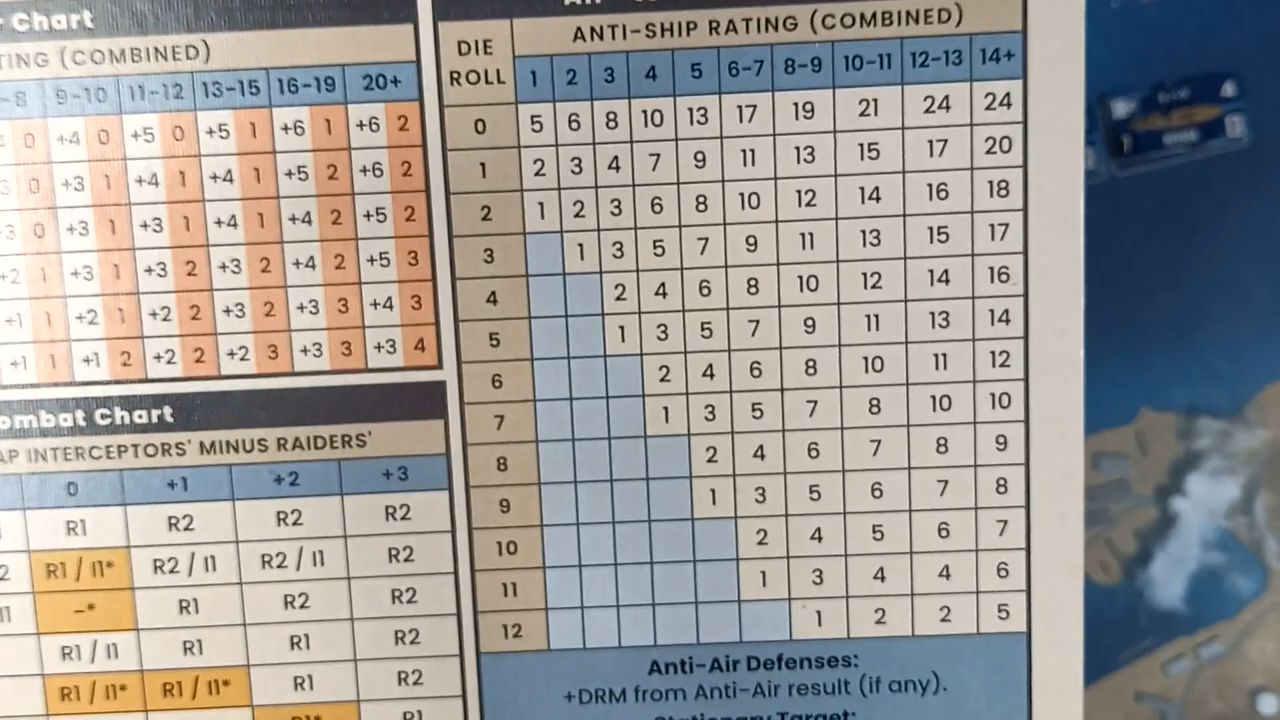 Chart
TING (COMBINED)
-8 9-10 11-12 13-15 16-19 20+
0 +4 0 +5 0 +5 1 +6 1 +6 2
3 0 +3 1 +4 1 +4 1 +5 2 +6 2
+3 0 +3 1 +3 1 +4 1 +4 2 +5 2
+2 1 +3 1 +3 2 +3 2 +4 2 +5 3
+1 1 +2 1 +2 2 +3 2 +3 3 +4 3
+1 1 +1 2 +2 2 +2 3 +3 3 +3 4
ombat Chart
AP INTERCEPTORS' MINUS RAIDERS'
0 +1 +2 +3
R1 R2 R2 R2
2 R1 / I1* R2 / I1 R2 / I1 R2
I1 –* R1 R2 R2
R1 / I1 R1 R1 R2
R1 / I1* R1 / I1* R1 R2
R1
DIE ROLL
ANTI-SHIP RATING (COMBINED)
1 2 3 4 5 6-7 8-9 10-11 12-13 14+
0 5 6 8 10 13 17 19 21 24 24
1 2 3 4 7 9 11 13 15 17 20
2 1 2 3 6 8 10 12 14 16 18
3 1 3 5 7 9 11 13 15 17
4 2 4 6 8 10 12 14 16
5 1 3 5 7 9 11 13 14
6 2 4 6 8 10 11 12
7 1 3 5 7 8 10 10
8 2 4 6 7 8 9
9 1 3 5 6 7 8
10 2 4 5 6 7
11 1 3 4 4 6
12 1 2 2 5
Anti-Air Defenses:
+DRM from Anti-Air result (if any).
Stationary Target: